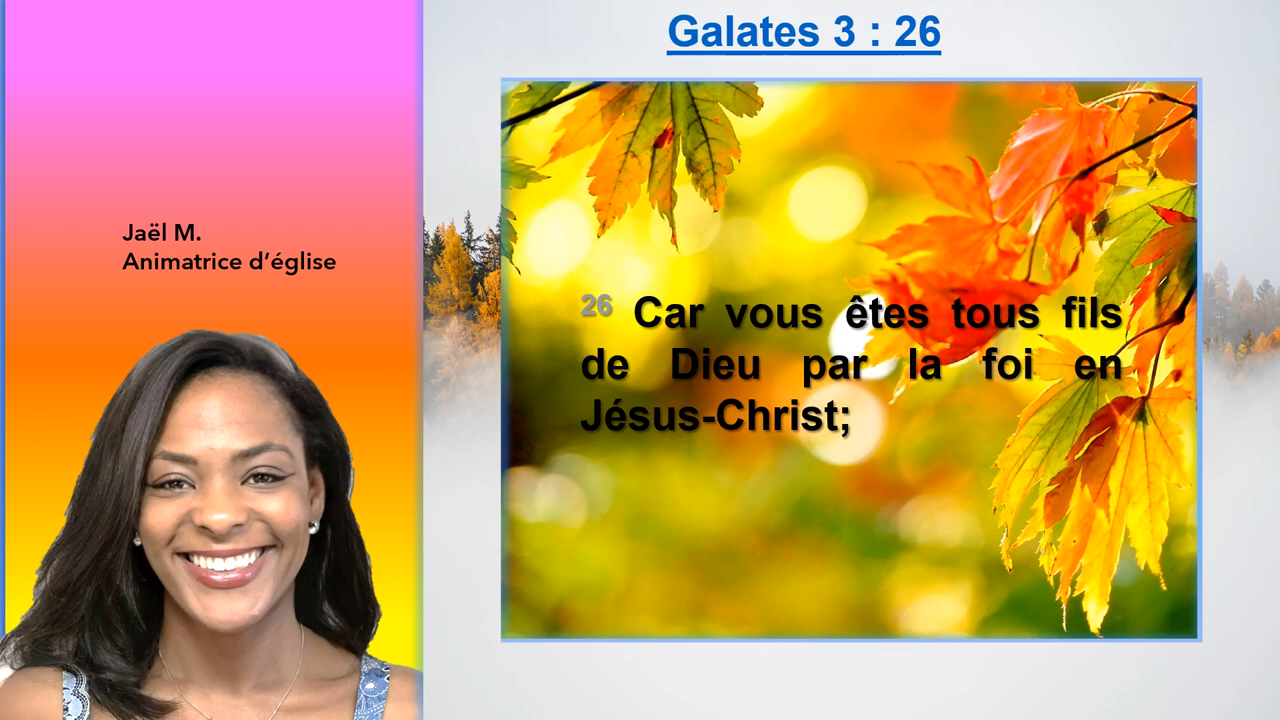 Galates 3 : 26
Jaël M.
Animatrice d’église
26 Car vous êtes tous fils
de Dieu par la foi en
Jésus-Christ;